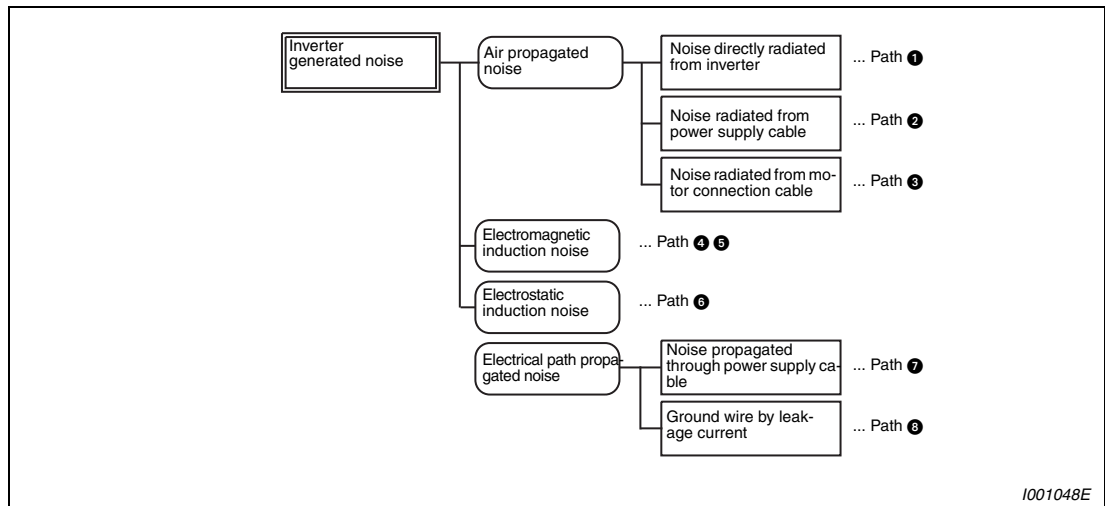 Inverter
generated noise
Air propagated
noise
Noise directly radiated
from inverter
... Path ❶
Noise radiated from
power supply cable
... Path ❷
Noise radiated from mo-
tor connection cable
... Path ❸
Electromagnetic
induction noise
... Path ❹ ❺
Electrostatic
induction noise
... Path ❻
Electrical path propa-
gated noise
Noise propagated
through power supply ca-
ble
... Path ❼
Ground wire by leak-
age current
... Path ❽
I001048E